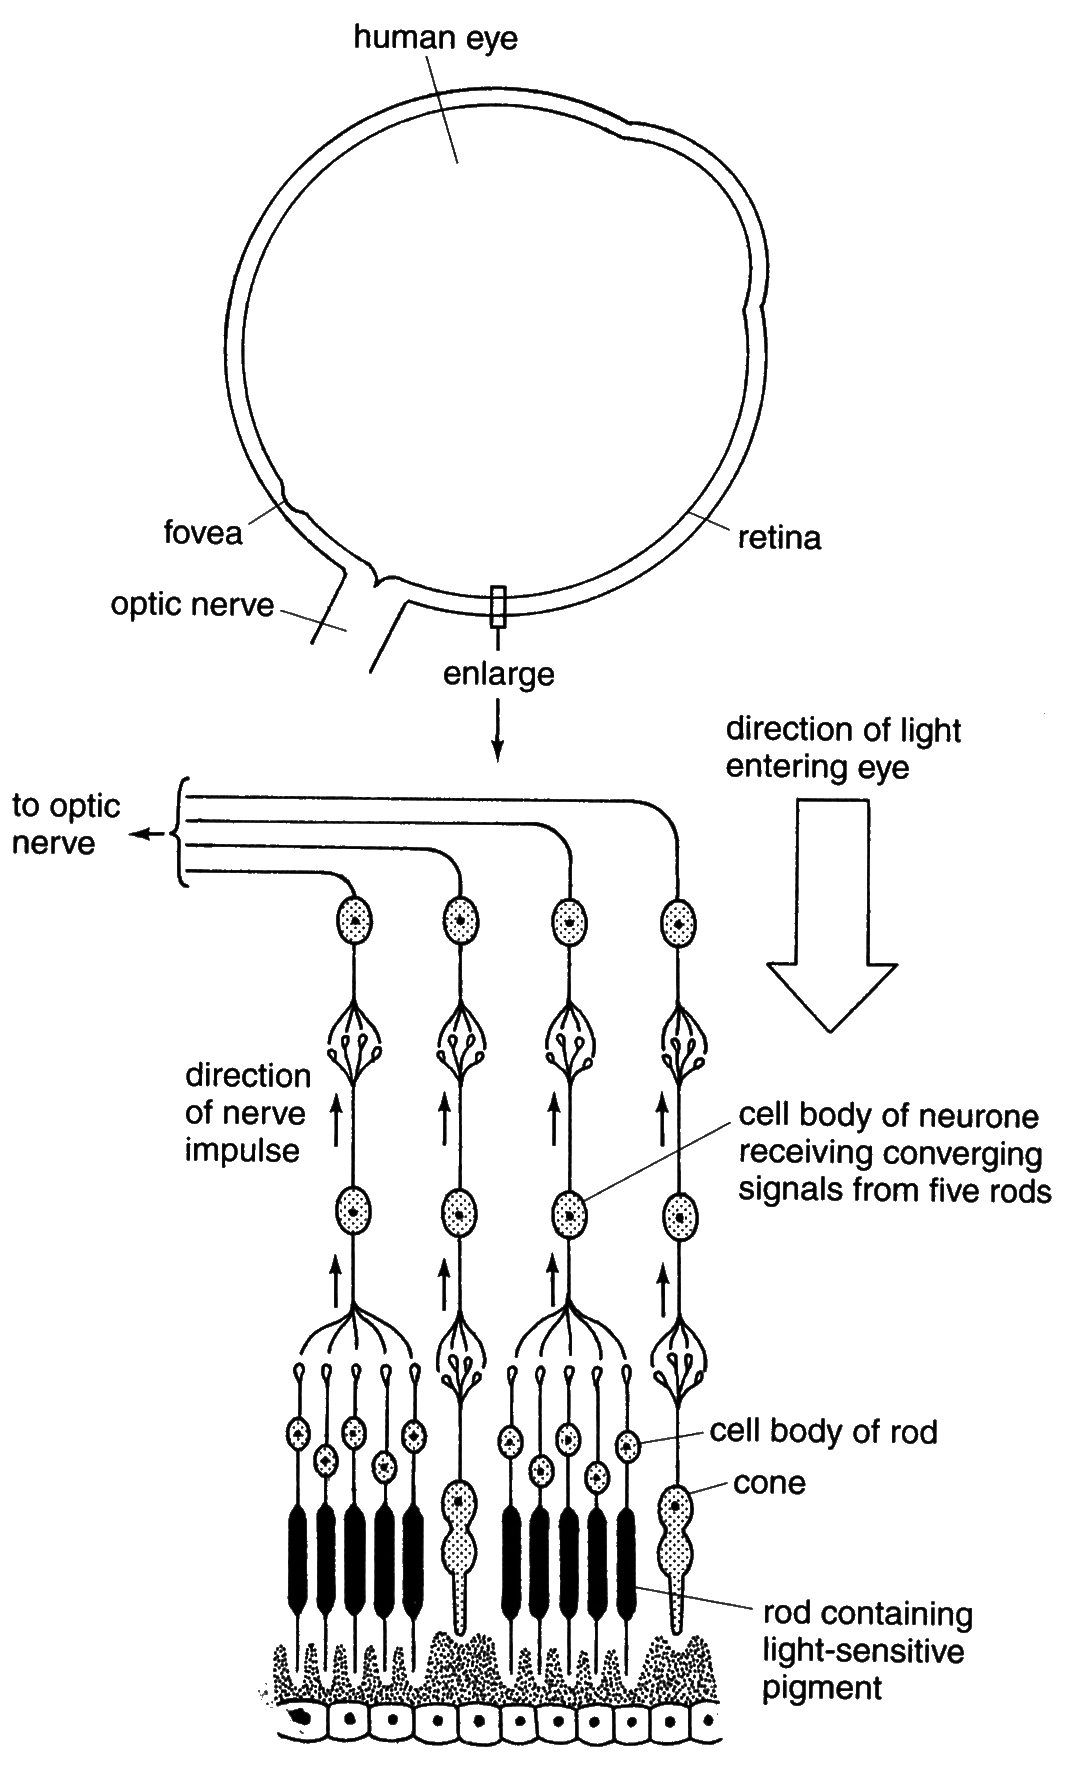 human eye
fovea
retina
optic nerve
enlarge
direction of light
entering eye
to optic
nerve
direction
of nerve
impulse
cell body of neurone
receiving converging
signals from five rods
cell body of rod
cone
rod containing
light-sensitive
pigment